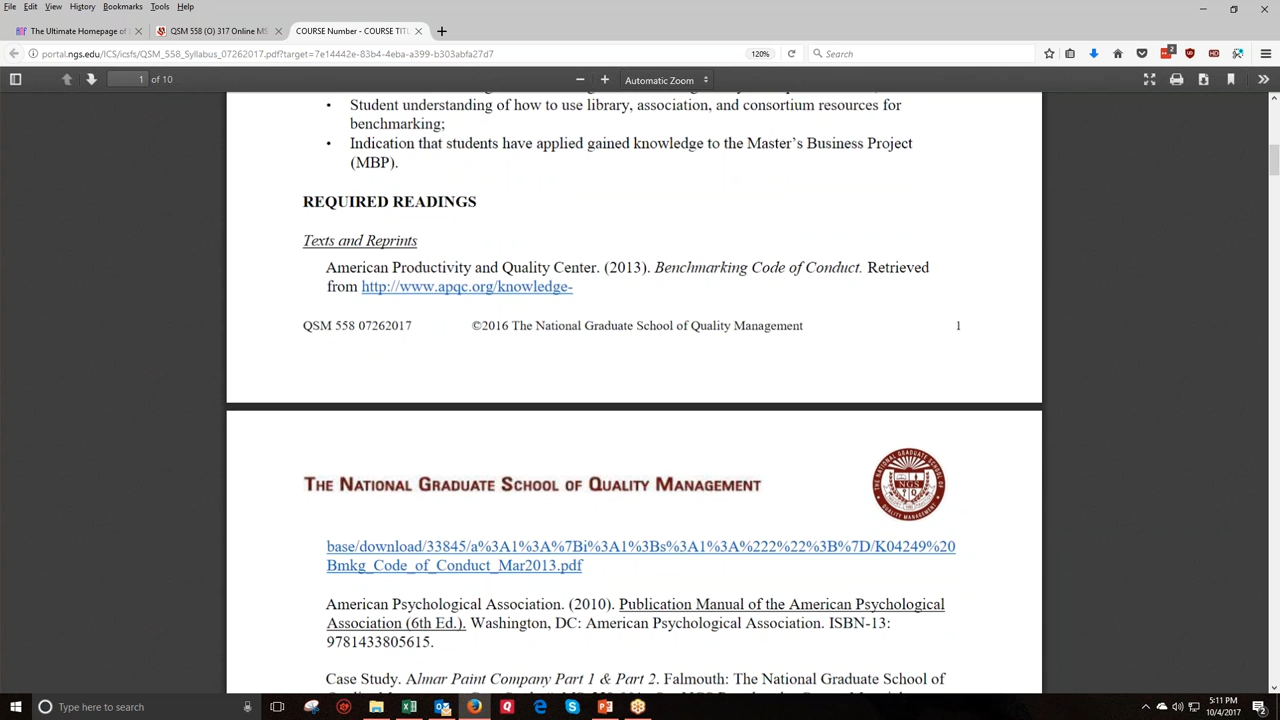 File Edit View History Bookmarks Tools Help
The Ultimate Homepage of
QSM 558 (O) 317 Online MS
COURSE Number - COURSE TITL
portal.ngs.edu/ICS/icsfs/QSM_558_Syllabus_07262017.pdf?target=7e14442e-83b4-4eba-a399-b303abfa27d7
120%
Search
1 of 10
Automatic Zoom
• Student understanding of how to use library, association, and consortium resources for
benchmarking;
• Indication that students have applied gained knowledge to the Master’s Business Project
(MBP).
REQUIRED READINGS
Texts and Reprints
American Productivity and Quality Center. (2013). Benchmarking Code of Conduct. Retrieved
from http://www.apqc.org/knowledge-
QSM 558 07262017 ©2016 The National Graduate School of Quality Management 1
THE NATIONAL GRADUATE SCHOOL OF QUALITY MANAGEMENT
NGS
base/download/33845/a%3A1%3A%7Bi%3A1%3Bs%3A1%3A%222%22%3B%7D/K04249%20
Bmkg_Code_of_Conduct_Mar2013.pdf
American Psychological Association. (2010). Publication Manual of the American Psychological
Association (6th Ed.). Washington, DC: American Psychological Association. ISBN-13:
9781433805615.
Case Study. Almar Paint Company Part 1 & Part 2. Falmouth: The National Graduate School of
Type here to search
5:11 PM
10/4/2017